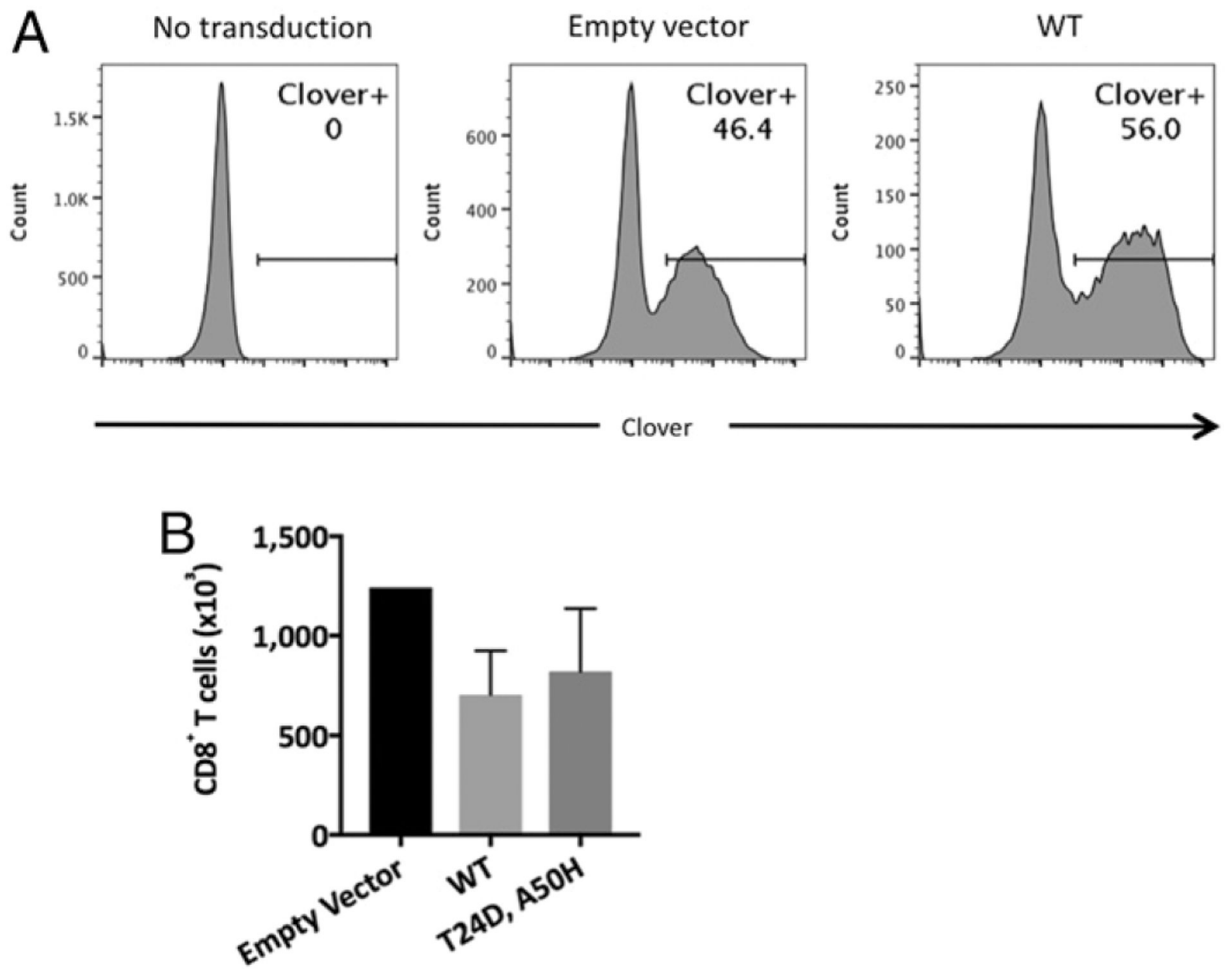 A
No transduction
Empty vector
WT
Clover+
0
Clover+
46.4
Clover+
56.0
Count
1.5K
1.0K
500
0
Count
600
400
200
0
Count
250
200
150
100
50
0
Clover
B
CD8⁺ T cells (x10³)
1,500
1,000
500
0
Empty Vector
WT
T24D, A50H